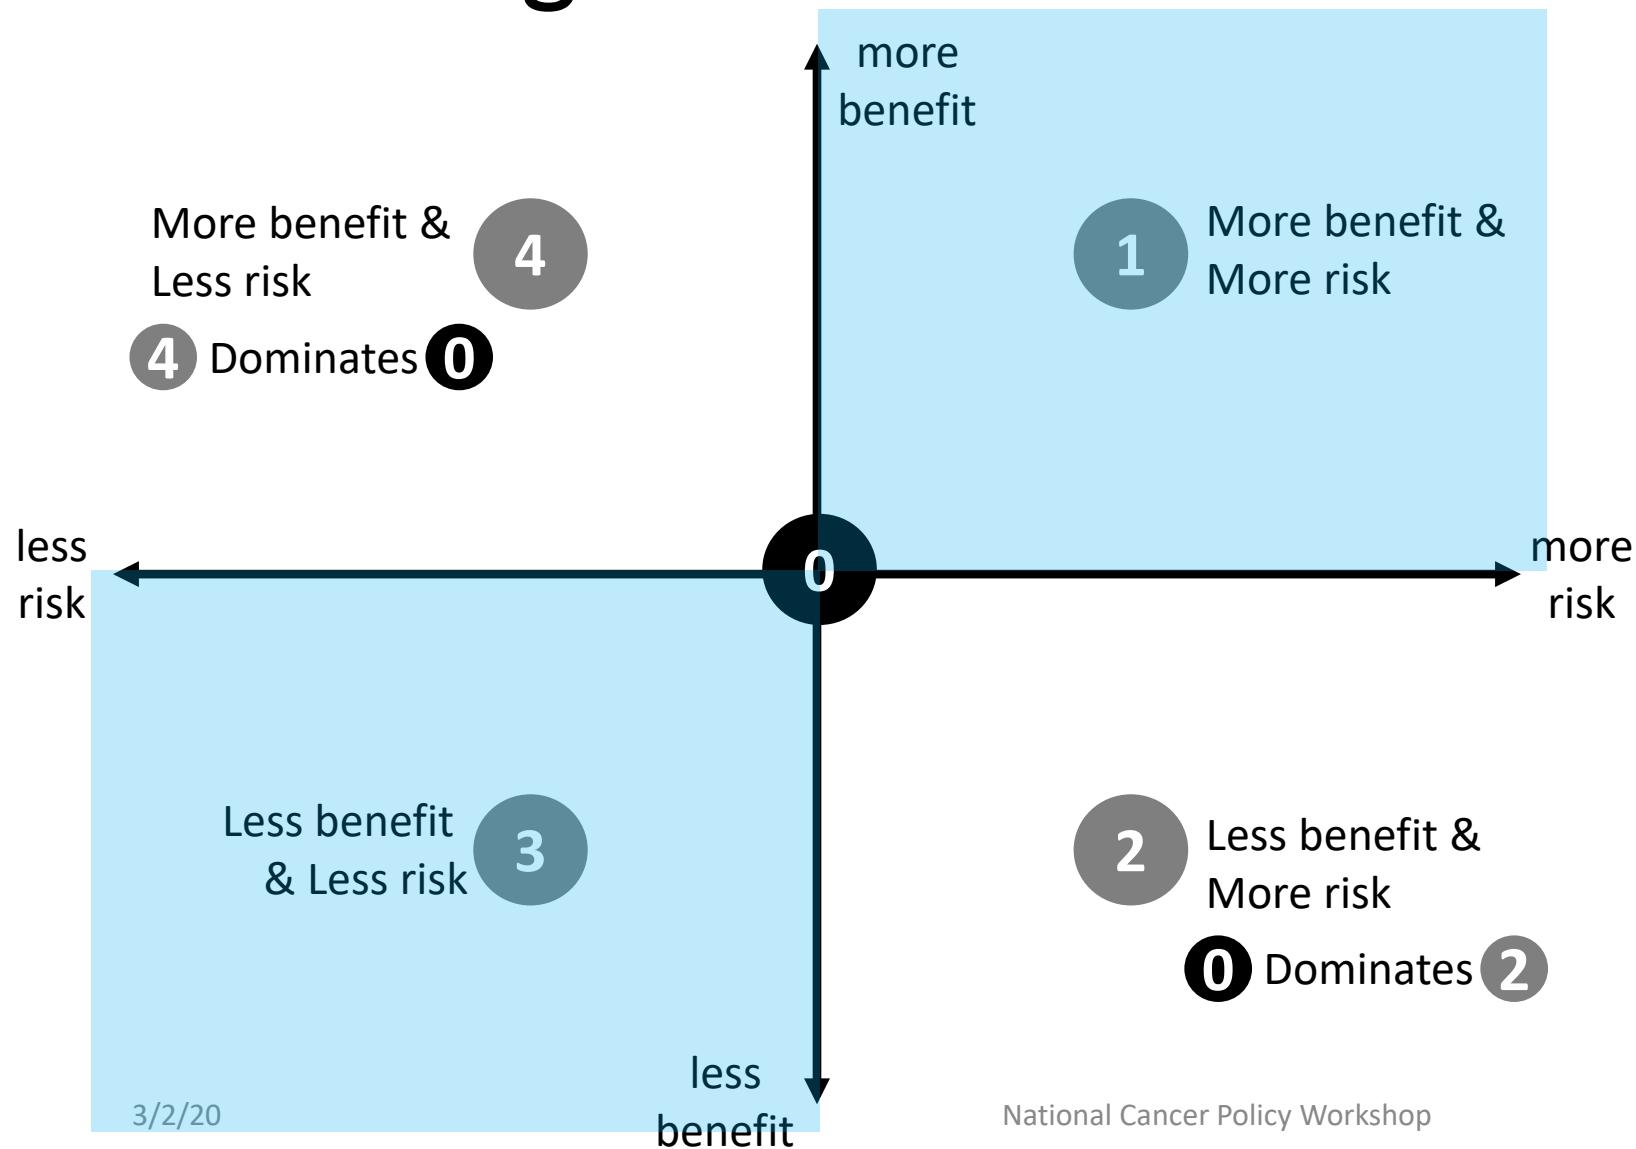 more
benefit
More benefit &
Less risk
4
4 Dominates 0
1
More benefit &
More risk
less
risk
0
more
risk
Less benefit
& Less risk
3
2
Less benefit &
More risk
0 Dominates 2
less
benefit
3/2/20
National Cancer Policy Workshop